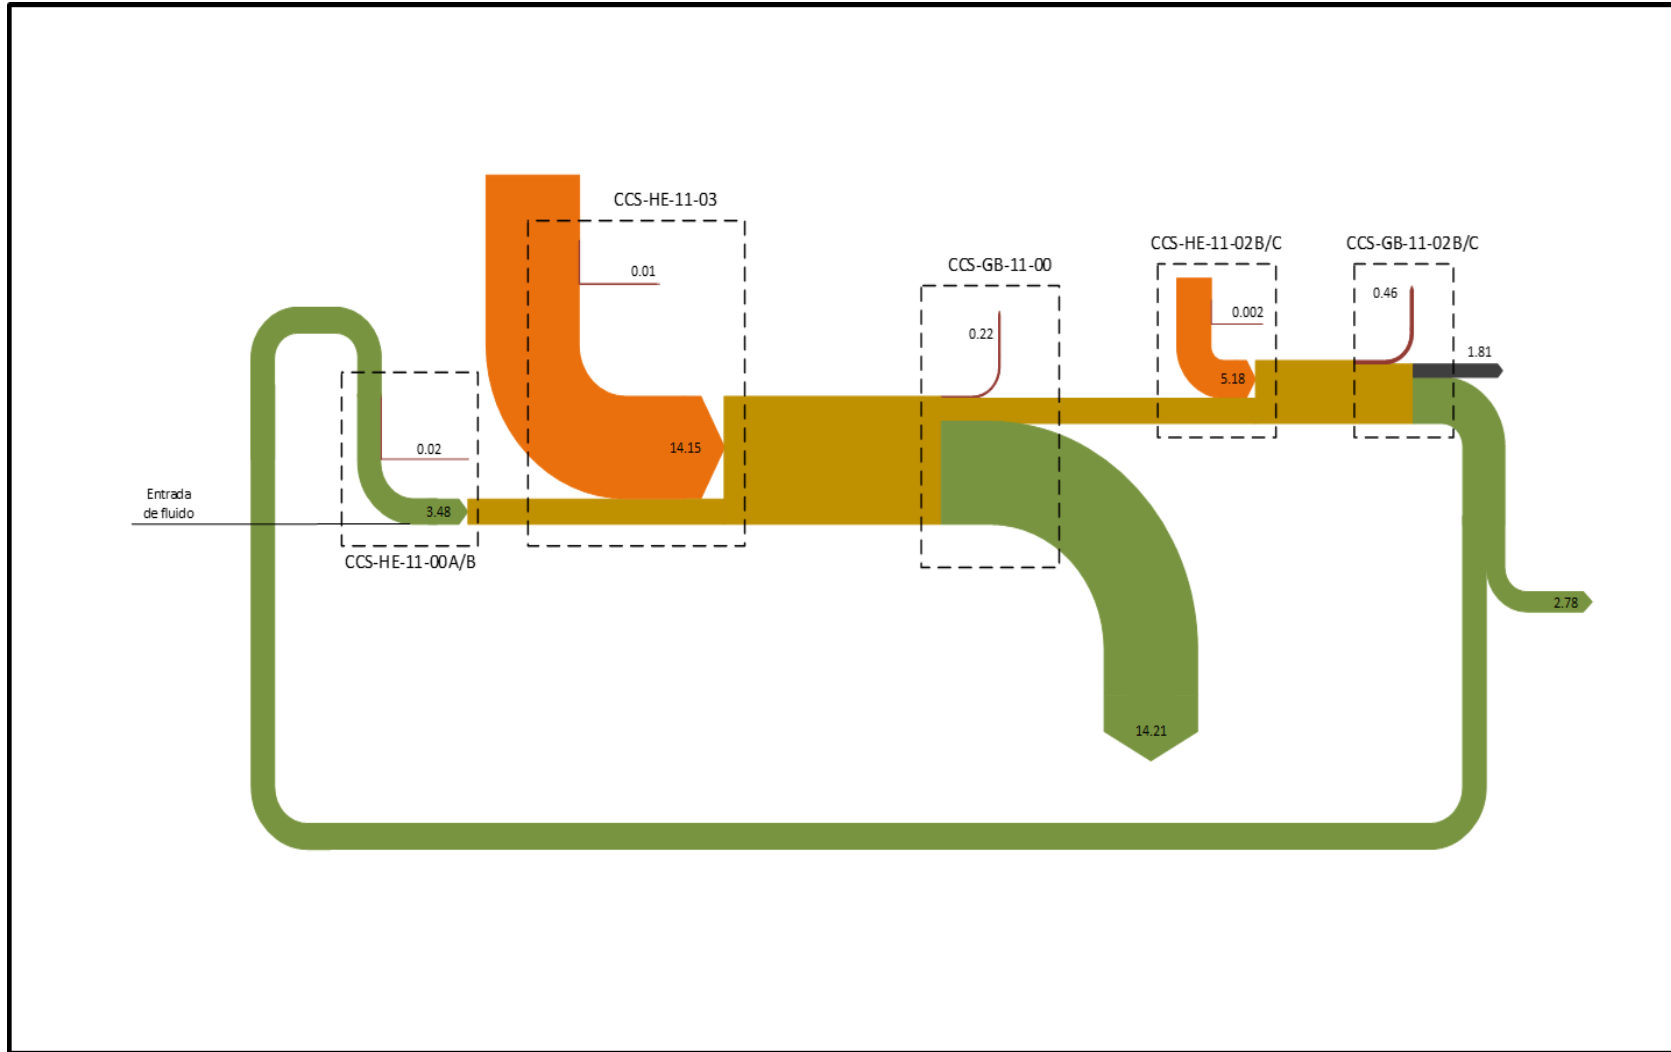 CCS-HE-11-03
CCS-HE-11-02B/C
CCS-GB-11-02B/C
CCS-GB-11-00
0.01
0.46
0.002
0.22
1.81
5.18
14.15
0.02
Entrada
de fluido
3.48
CCS-HE-11-00A/B
2.78
14.21